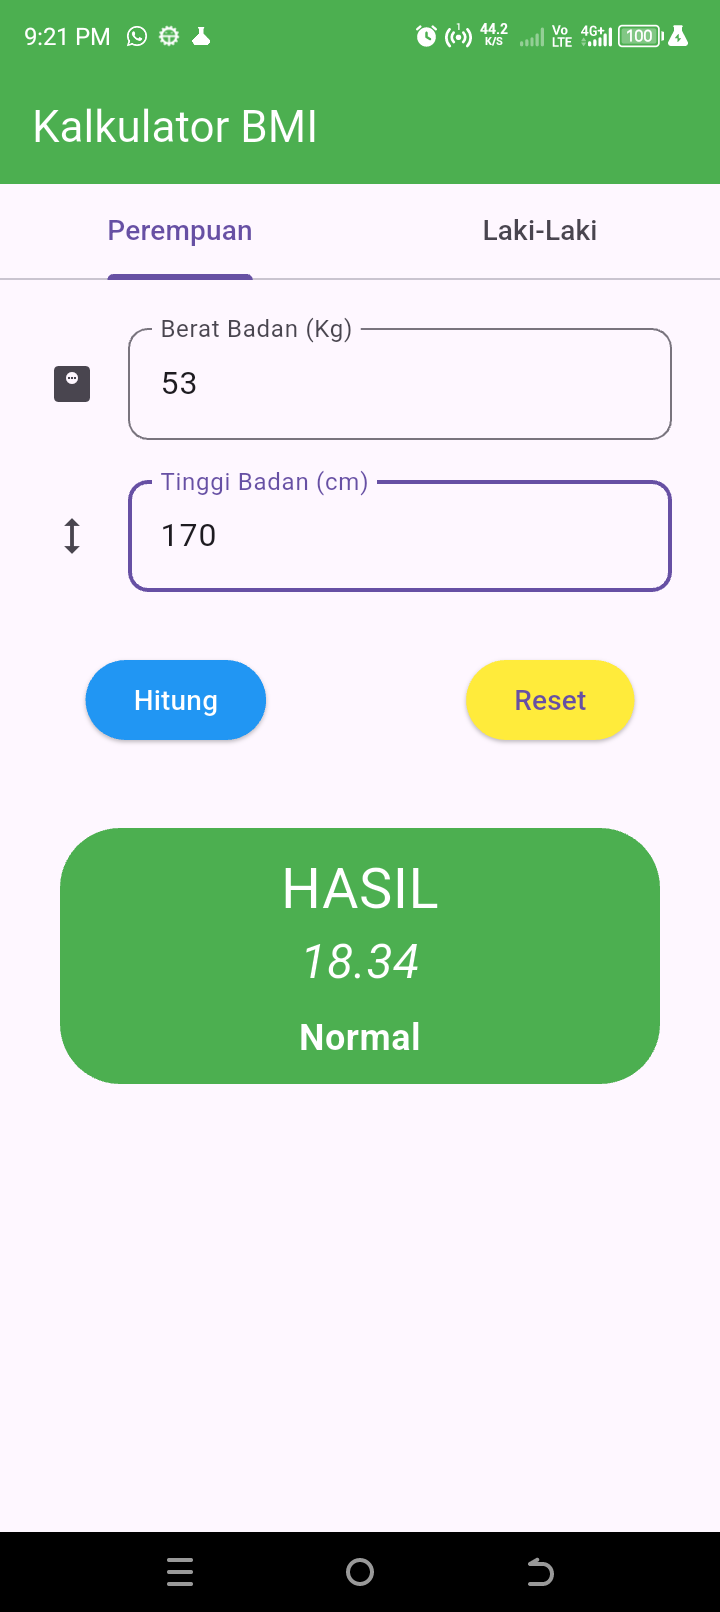 9:21 PM 44.2 K/S Vo LTE 4G+ 100
Kalkulator BMI
Perempuan Laki-Laki
Berat Badan (Kg)
53
Tinggi Badan (cm)
170
Hitung Reset
HASIL
18.34
Normal